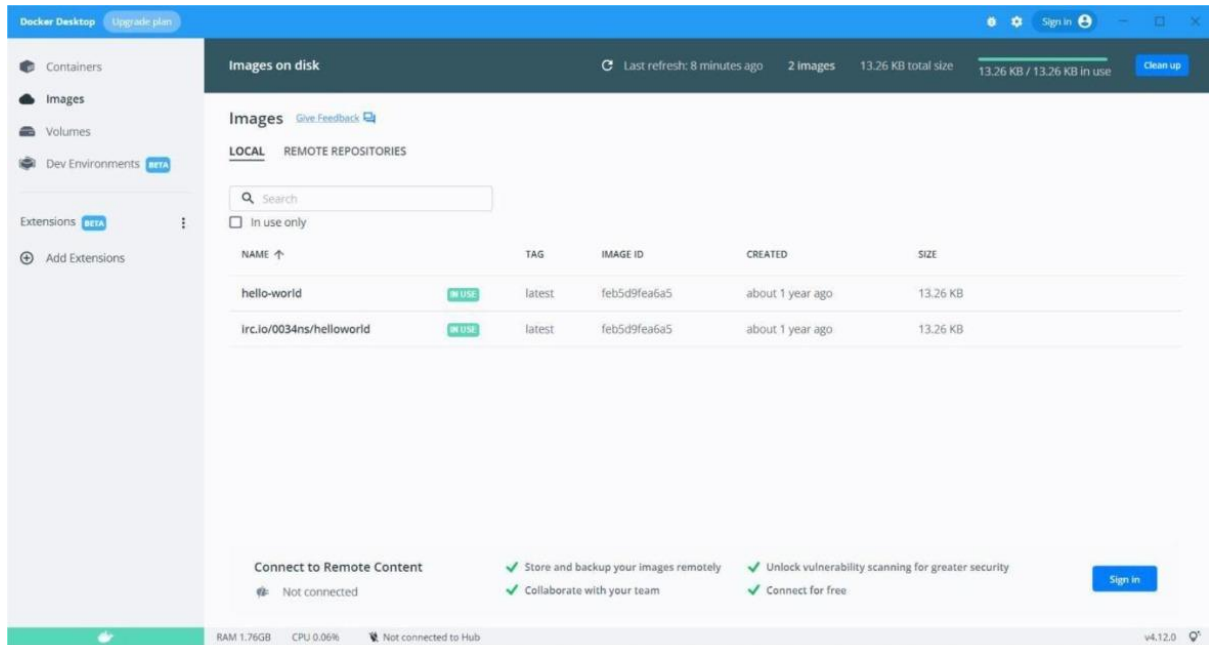 Docker Desktop Upgrade plan Sign in
Containers
Images
Volumes
Dev Environments BETA
Extensions BETA
Add Extensions
Images on disk Last refresh: 8 minutes ago 2 images 13.26 KB total size 13.26 KB / 13.26 KB in use Clean up
Images Give Feedback
LOCAL REMOTE REPOSITORIES
Search
In use only
NAME TAG IMAGE ID CREATED SIZE
hello-world IN USE latest feb5d9fea6a5 about 1 year ago 13.26 KB
irc.io/0034ns/helloworld IN USE latest feb5d9fea6a5 about 1 year ago 13.26 KB
Connect to Remote Content
Not connected
Store and backup your images remotely
Collaborate with your team
Unlock vulnerability scanning for greater security
Connect for free
Sign in
RAM 1.76GB CPU 0.06% Not connected to Hub v4.12.0